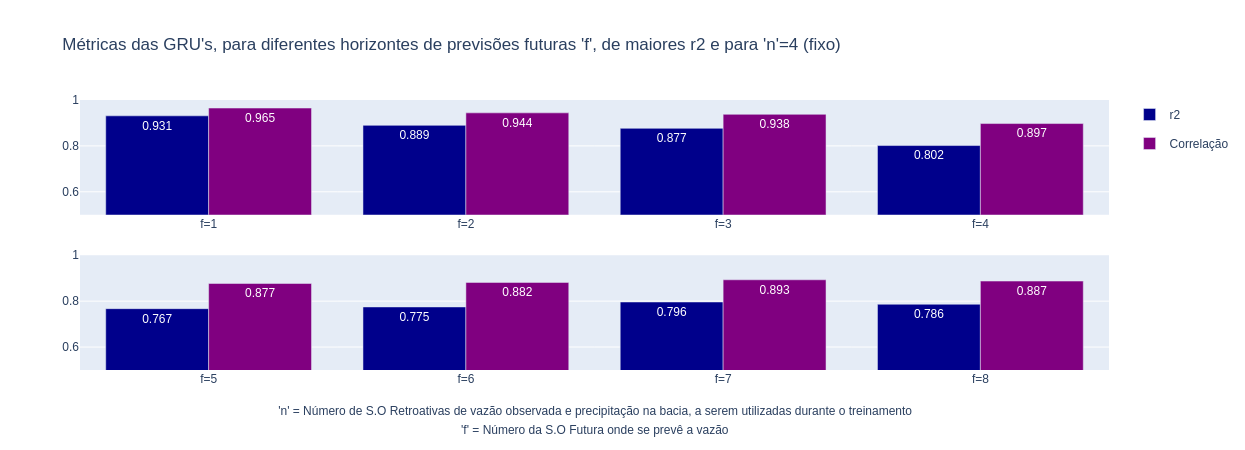 Métricas das GRU's, para diferentes horizontes de previsões futuras 'f', de maiores r2 e para 'n'=4 (fixo)
1
0.8
0.6
0.931
0.965
0.889
0.944
0.877
0.938
0.802
0.897
f=1
f=2
f=3
f=4
r2
Correlação
1
0.8
0.6
0.767
0.877
0.775
0.882
0.796
0.893
0.786
0.887
f=5
f=6
f=7
f=8
'n' = Número de S.O Retroativas de vazão observada e precipitação na bacia, a serem utilizadas durante o treinamento
'f' = Número da S.O Futura onde se prevê a vazão